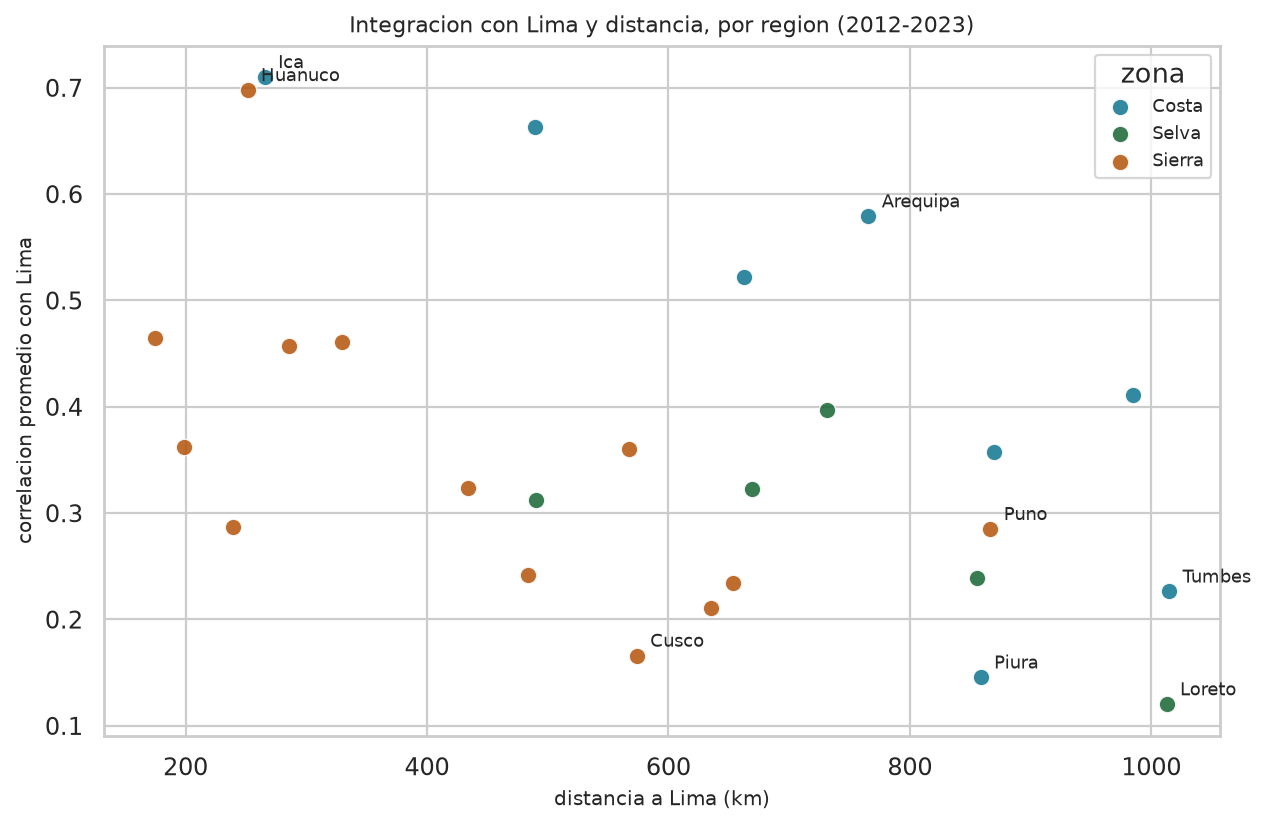 Integracion con Lima y distancia, por region (2012-2023)
correlacion promedio con Lima
0.7
0.6
0.5
0.4
0.3
0.2
0.1
Ica
Huanuco
Arequipa
Puno
Tumbes
Cusco
Piura
Loreto
zona
Costa
Selva
Sierra
200 400 600 800 1000
distancia a Lima (km)